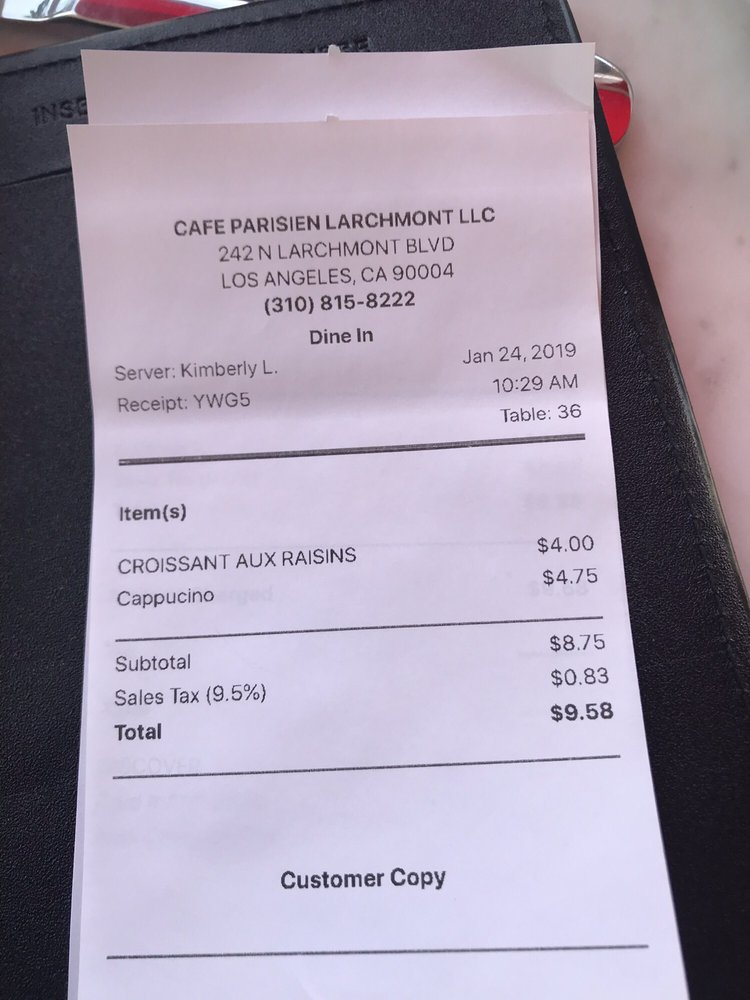 CAFE PARISIEN LARCHMONT LLC
242 N LARCHMONT BLVD
LOS ANGELES, CA 90004
(310) 815-8222
Dine In
Server: Kimberly L. Jan 24, 2019
Receipt: YWG5 10:29 AM
Table: 36
Item(s)
CROISSANT AUX RAISINS $4.00
Cappucino $4.75
Subtotal $8.75
Sales Tax (9.5%) $0.83
Total $9.58
Customer Copy